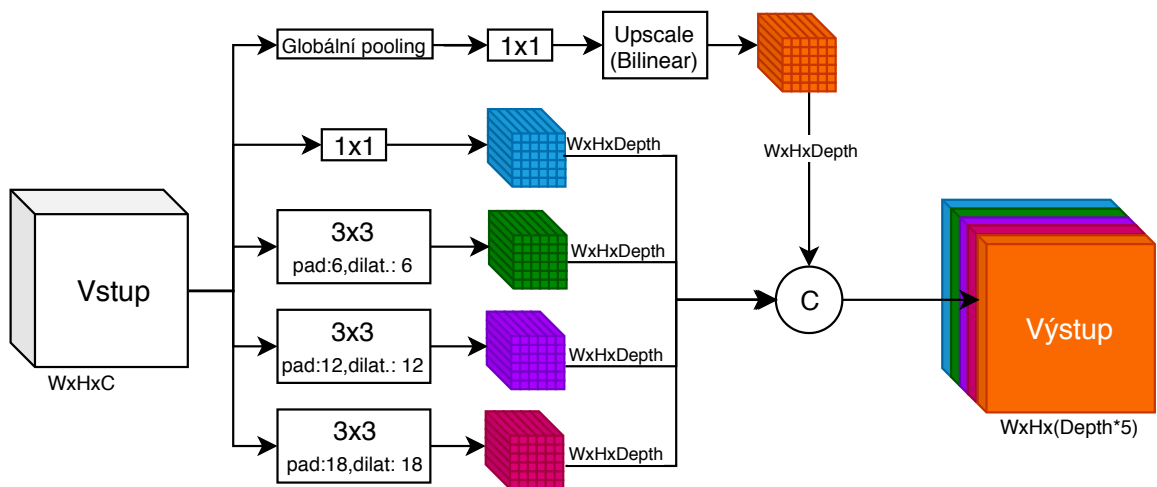 Globální pooling
1x1
Upscale
(Bilinear)
WxHxDepth
1x1
WxHxDepth
3x3
pad:6,dilat.: 6
WxHxDepth
Vstup
WxHxC
C
3x3
pad:12,dilat.: 12
WxHxDepth
Výstup
WxHx(Depth*5)
3x3
pad:18,dilat: 18
WxHxDepth